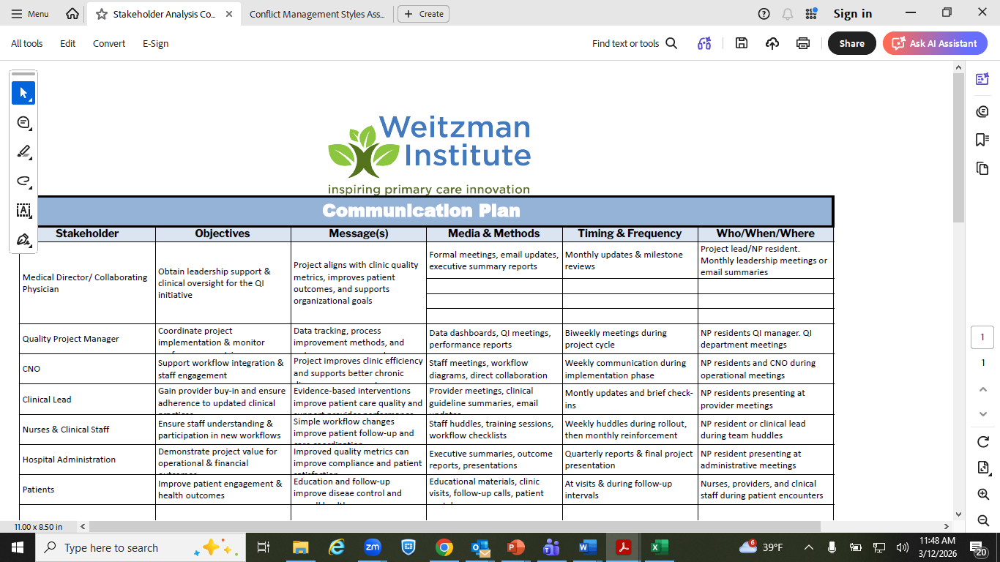 Menu
Stakeholder Analysis Co...
Conflict Management Styles Ass...
Create
Sign in
All tools
Edit
Convert
E-Sign
Find text or tools
Share
Ask AI Assistant
Weitzman
Institute
inspiring primary care innovation
Communication Plan
Stakeholder
Objectives
Message(s)
Media & Methods
Timing & Frequency
Who/When/Where
Medical Director/ Collaborating
Physician
Obtain leadership support &
clinical oversight for the QI
initiative
Project aligns with clinic quality
metrics, improves patient
outcomes, and supports
organizational goals
Formal meetings, email updates,
executive summary reports
Monthly updates & milestone
reviews
Project lead/NP resident.
Monthly leadership meetings or
email summaries
Quality Project Manager
Coordinate project
implementation & monitor
Data tracking, process
improvement methods, and
Data dashboards, QI meetings,
performance reports
Biweekly meetings during
project cycle
NP residents QI manager. QI
department meetings
CNO
Support workflow integration &
staff engagement
Project improves clinic efficiency
and supports better chronic
Staff meetings, workflow
diagrams, direct collaboration
Weekly communication during
implementation phase
NP residents and CNO during
operational meetings
Clinical Lead
Gain provider buy-in and ensure
adherence to updated clinical
Evidence-based interventions
improve patient care quality and
Provider meetings, clinical
guideline summaries, email
Montly updates and brief check-
ins
NP residents presenting at
provider meetings
Nurses & Clinical Staff
Ensure staff understanding &
participation in new workflows
Simple workflow changes
improve patient follow-up and
Staff huddles, training sessions,
workflow checklists
Weekly huddles during rollout,
then monthly reinforcement
NP resident or clinical lead
during team huddles
Hospital Administration
Demonstrate project value for
operational & financial
Improved quality metrics can
improve compliance and patient
Executive summaries, outcome
reports, presentations
Quarterly reports & final project
presentation
NP resident presenting at
administrative meetings
Patients
Improve patient engagement &
health outcomes
Education and follow-up
improve diseae control and
Educational materials, clinic
visits, follow-up calls, patient
At visits & during follow-up
intervals
Nurses, providers, and clnical
staff during patient encounters
1
1
11.00 x 8.50 in
Type here to search
zm
6
39°F
11:48 AM
3/12/2026
20